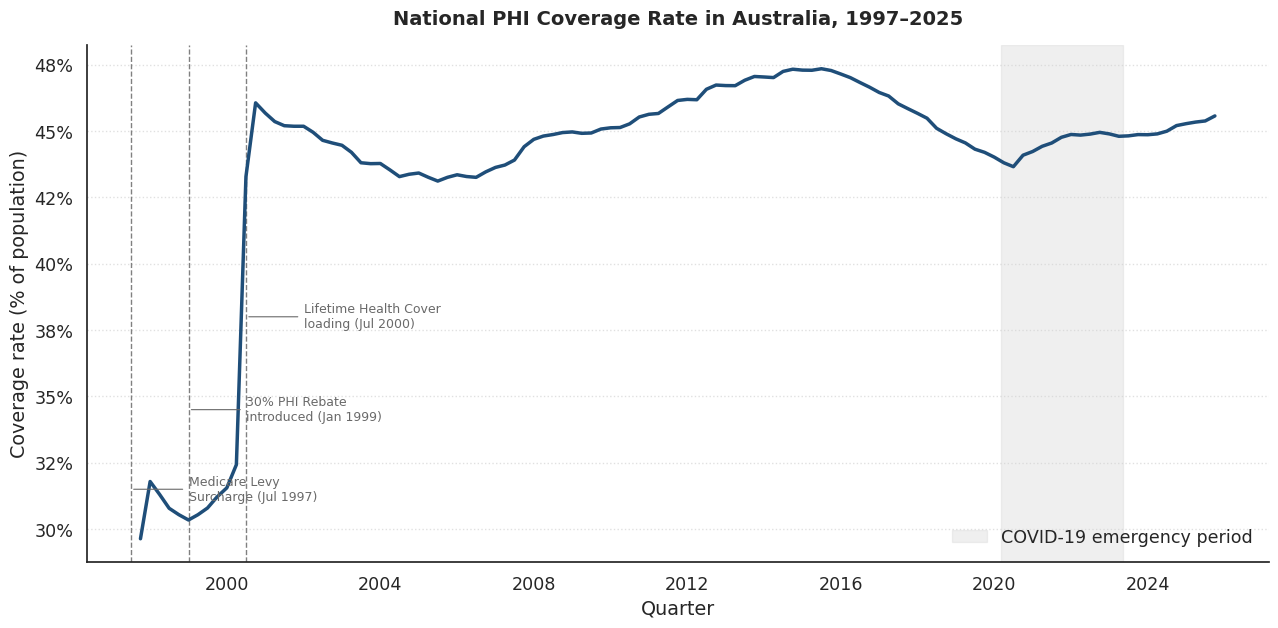 National PHI Coverage Rate in Australia, 1997–2025
Coverage rate (% of population)
48%
45%
42%
40%
38%
35%
32%
30%
Lifetime Health Cover
loading (Jul 2000)
30% PHI Rebate
introduced (Jan 1999)
Medicare Levy
Surcharge (Jul 1997)
COVID-19 emergency period
2000
2004
2008
2012
2016
2020
2024
Quarter